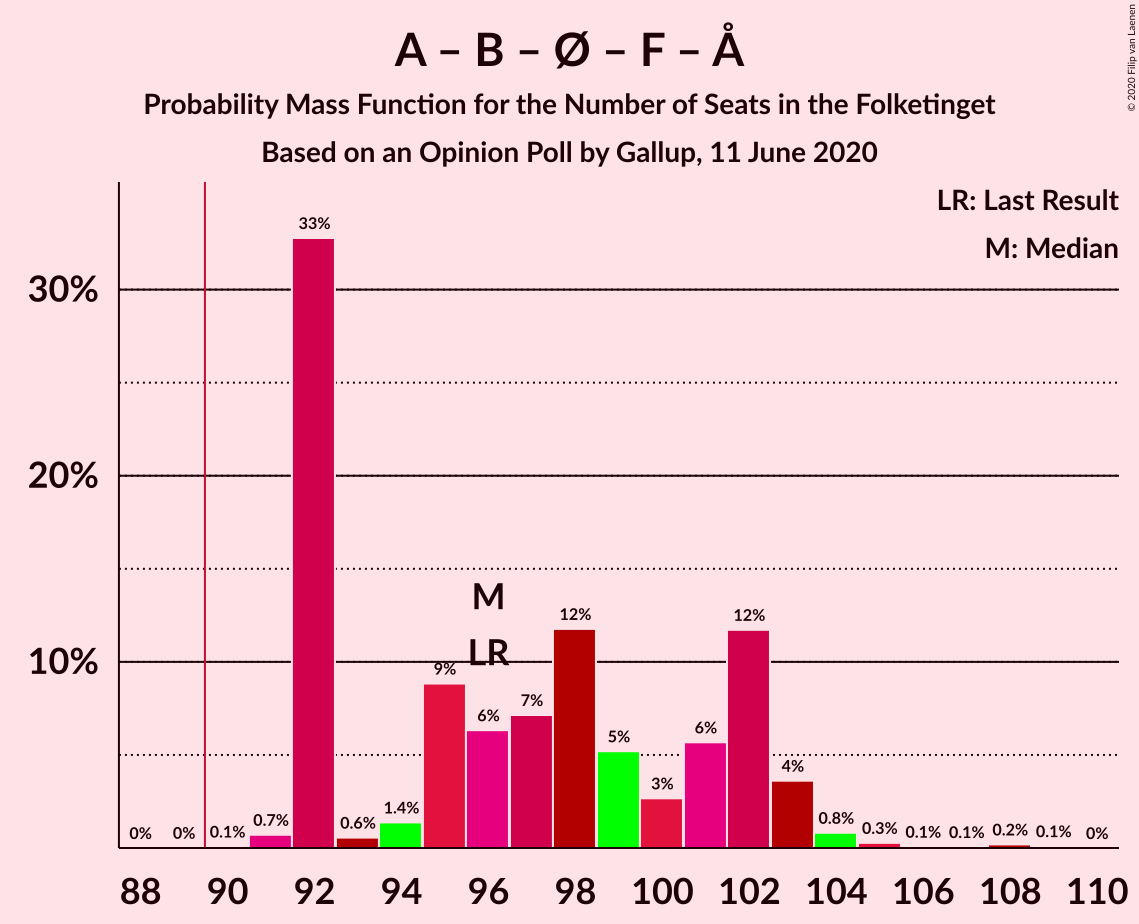 A – B – Ø – F – Å
Probability Mass Function for the Number of Seats in the Folketinget
Based on an Opinion Poll by Gallup, 11 June 2020
© 2020 Filip van Laenen
LR: Last Result
M: Median
30%
20%
10%
0%
0%
0.1%
0.7%
33%
0.6%
1.4%
9%
6%
7%
12%
5%
3%
6%
12%
4%
0.8%
0.3%
0.1%
0.1%
0.2%
0.1%
0%
M
LR
88 90 92 94 96 98 100 102 104 106 108 110